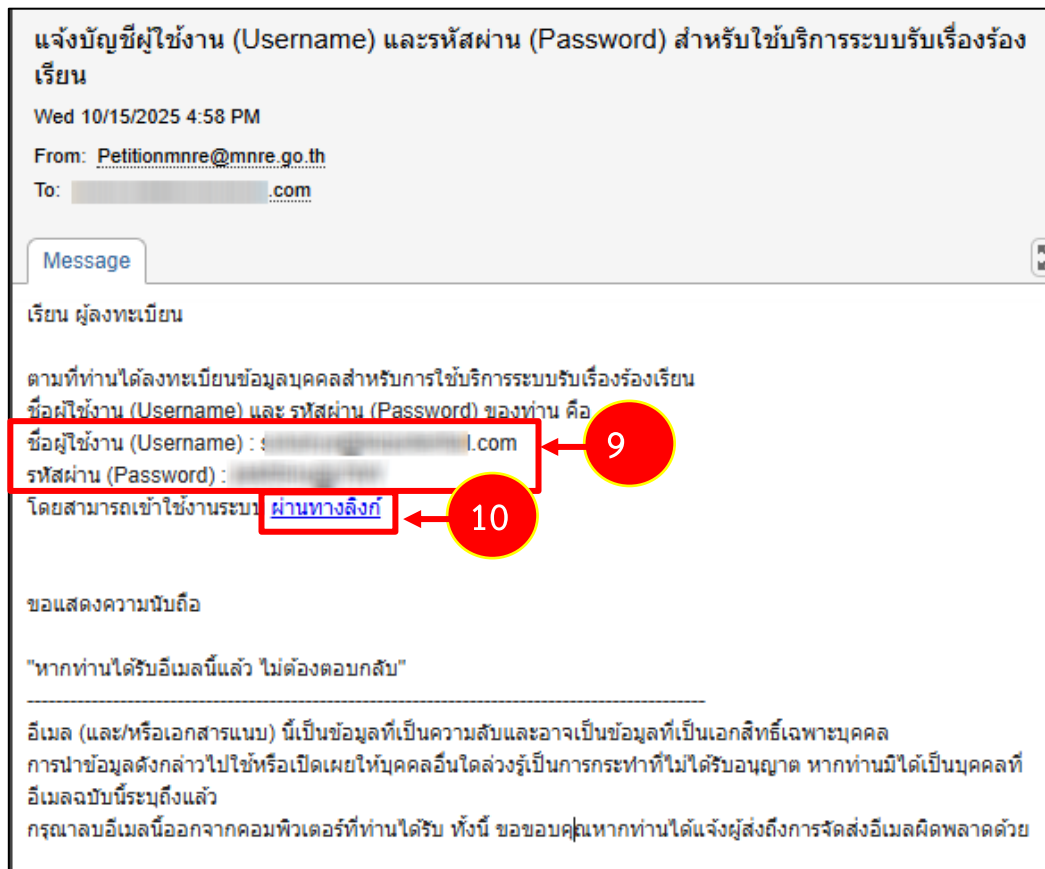 แจ้งบัญชีผู้ใช้งาน (Username) และรหัสผ่าน (Password) สำหรับใช้บริการระบบรับเรื่องร้อง
เรียน
Wed 10/15/2025 4:58 PM
From: Petitionmnre@mnre.go.th
To: .com
Message
เรียน ผู้ลงทะเบียน
ตามที่ท่านได้ลงทะเบียนข้อมูลบุคคลสำหรับการใช้บริการระบบรับเรื่องร้องเรียน
ชื่อผู้ใช้งาน (Username) และ รหัสผ่าน (Password) ของท่าน คือ
ชื่อผู้ใช้งาน (Username) : .com
9
รหัสผ่าน (Password) :
โดยสามารถเข้าใช้งานระบบ ผ่านทางลิงก์
10
ขอแสดงความนับถือ
"หากท่านได้รับอีเมลนี้แล้ว ไม่ต้องตอบกลับ"
อีเมล (และ/หรือเอกสารแนบ) นี้เป็นข้อมูลที่เป็นความลับและอาจเป็นข้อมูลที่เป็นเอกสิทธิ์เฉพาะบุคคล
การนำข้อมูลดังกล่าวไปใช้หรือเปิดเผยให้บุคคลอื่นใดล่วงรู้เป็นการกระทำที่ไม่ได้รับอนุญาต หากท่านมิได้เป็นบุคคลที่
อีเมลฉบับนี้ระบุถึงแล้ว
กรุณาลบอีเมลนี้ออกจากคอมพิวเตอร์ที่ท่านได้รับ ทั้งนี้ ขอขอบคุณหากท่านได้แจ้งผู้ส่งถึงการจัดส่งอีเมลผิดพลาดด้วย